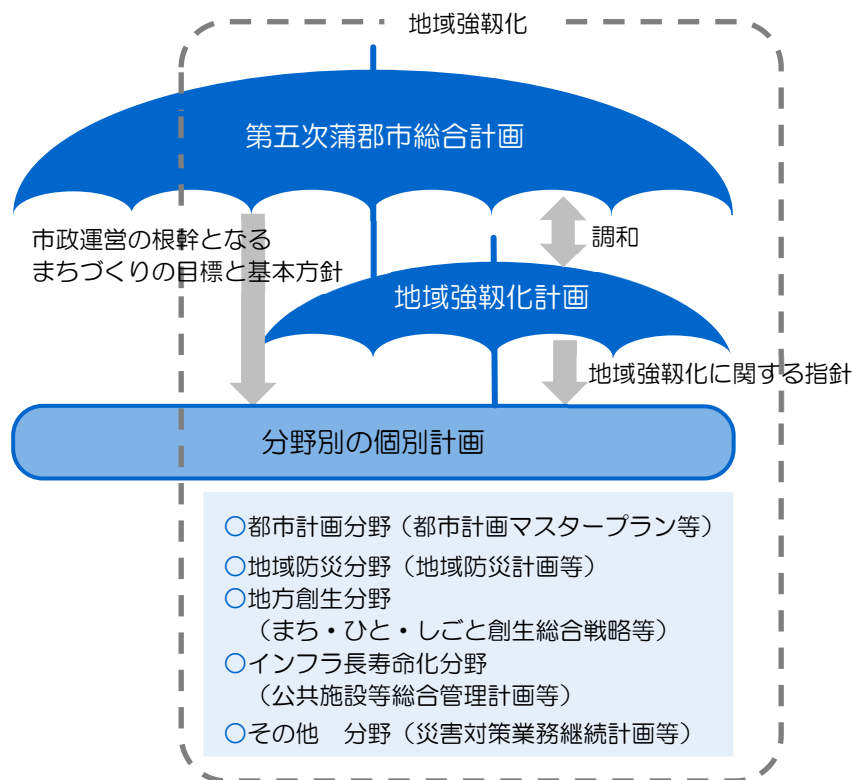 地域強靱化
第五次蒲郡市総合計画
市政運営の根幹となる
まちづくりの目標と基本方針
調和
地域強靱化計画
地域強靱化に関する指針
分野別の個別計画
○都市計画分野（都市計画マスタープラン等）
○地域防災分野（地域防災計画等）
○地方創生分野
（まち・ひと・しごと創生総合戦略等）
○インフラ長寿命化分野
（公共施設等総合管理計画等）
○その他　分野（災害対策業務継続計画等）